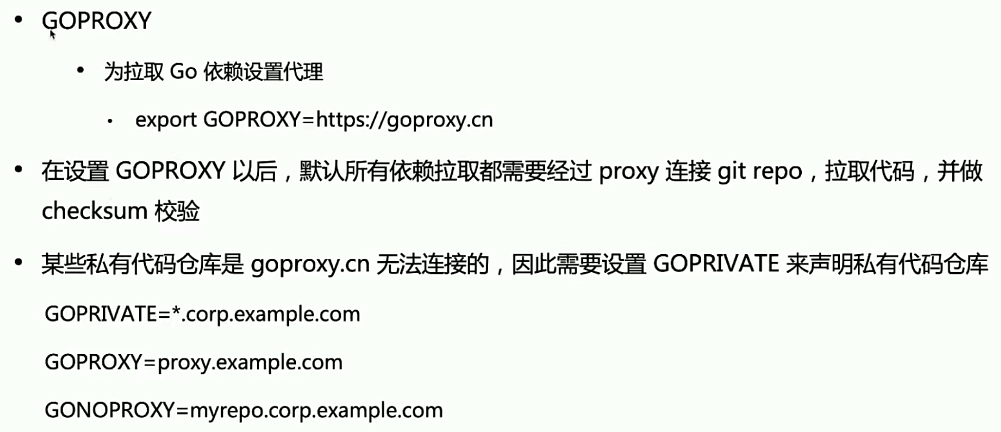 GOPROXY
为拉取 Go 依赖设置代理
export GOPROXY=https://goproxy.cn
在设置 GOPROXY 以后，默认所有依赖拉取都需要经过 proxy 连接 git repo，拉取代码，并做
checksum 校验
某些私有代码仓库是 goproxy.cn 无法连接的，因此需要设置 GOPRIVATE 来声明私有代码仓库
GOPRIVATE=*.corp.example.com
GOPROXY=proxy.example.com
GONOPROXY=myrepo.corp.example.com